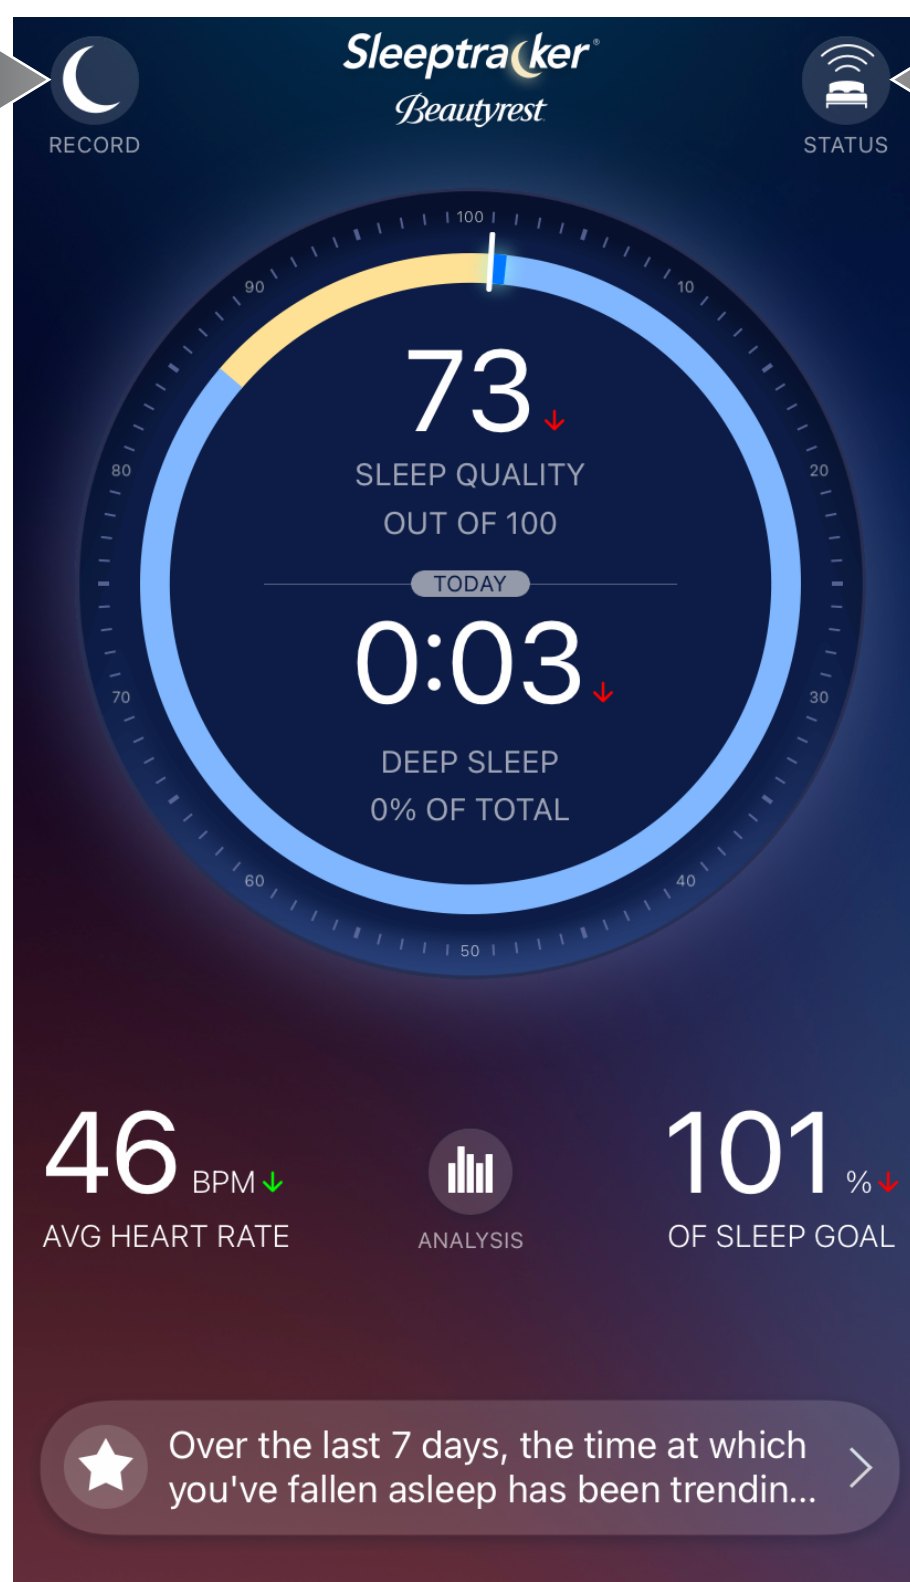 Sleeptracker®
Beautyrest
RECORD
STATUS
100
90
10
80
20
70
30
60
40
50
73
SLEEP QUALITY
OUT OF 100
TODAY
0:03
DEEP SLEEP
0% OF TOTAL
46 BPM
AVG HEART RATE
ANALYSIS
101 %
OF SLEEP GOAL
Over the last 7 days, the time at which
you've fallen asleep has been trendin...